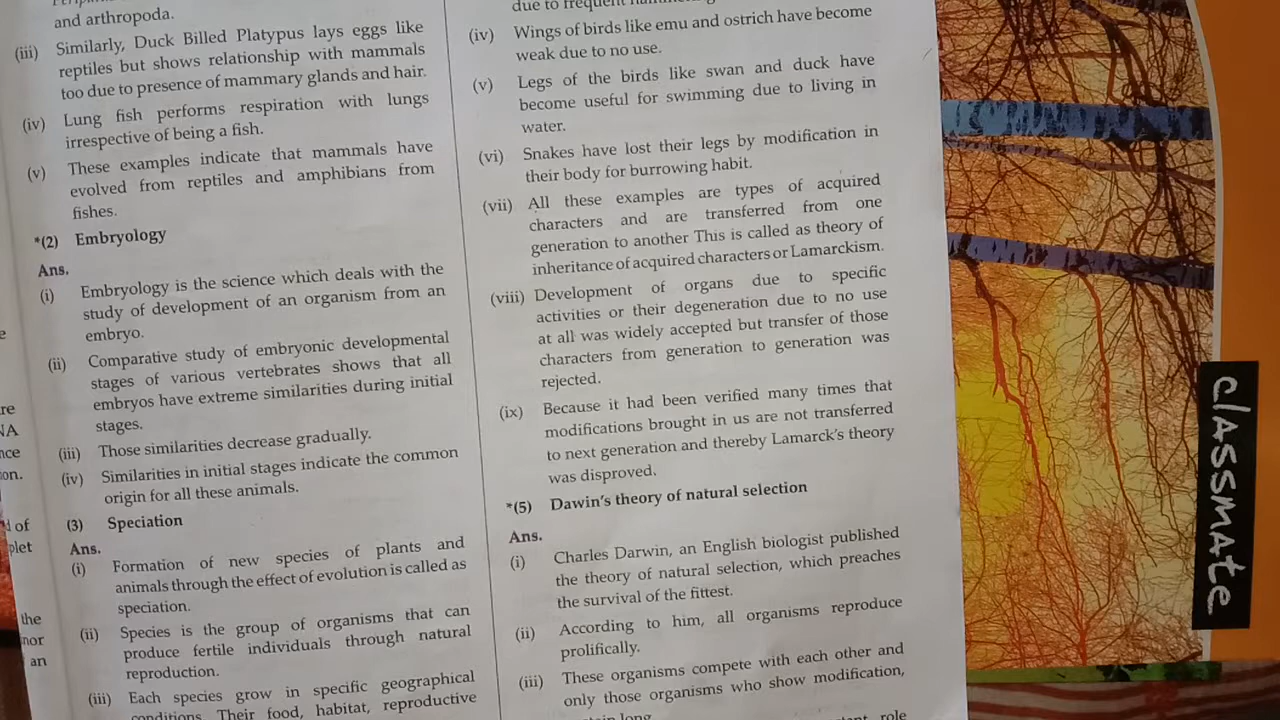 and arthropoda.
(iii) Similarly, Duck Billed Platypus lays eggs like
reptiles but shows relationship with mammals
too due to presence of mammary glands and hair.
(iv) Lung fish performs respiration with lungs
irrespective of being a fish.
(v) These examples indicate that mammals have
evolved from reptiles and amphibians from
fishes.
*(2) Embryology
Ans.
(i) Embryology is the science which deals with the
study of development of an organism from an
embryo.
(ii) Comparative study of embryonic developmental
stages of various vertebrates shows that all
embryos have extreme similarities during initial
stages.
(iii) Those similarities decrease gradually.
(iv) Similarities in initial stages indicate the common
origin for all these animals.
(3) Speciation
Ans.
(i) Formation of new species of plants and
animals through the effect of evolution is called as
speciation.
(ii) Species is the group of organisms that can
produce fertile individuals through natural
reproduction.
(iii) Each species grow in specific geographical
conditions. Their food, habitat, reproductive
due to frequent
(iv) Wings of birds like emu and ostrich have become
weak due to no use.
(v) Legs of the birds like swan and duck have
become useful for swimming due to living in
water.
(vi) Snakes have lost their legs by modification in
their body for burrowing habit.
(vii) All these examples are types of acquired
characters and are transferred from one
generation to another This is called as theory of
inheritance of acquired characters or Lamarckism.
(viii) Development of organs due to specific
activities or their degeneration due to no use
at all was widely accepted but transfer of those
characters from generation to generation was
rejected.
(ix) Because it had been verified many times that
modifications brought in us are not transferred
to next generation and thereby Lamarck's theory
was disproved.
*(5) Dawin's theory of natural selection
Ans.
(i) Charles Darwin, an English biologist published
the theory of natural selection, which preaches
the survival of the fittest.
(ii) According to him, all organisms reproduce
prolifically.
(iii) These organisms compete with each other and
only those organisms who show modification,
long
role
of
the
an
classmate